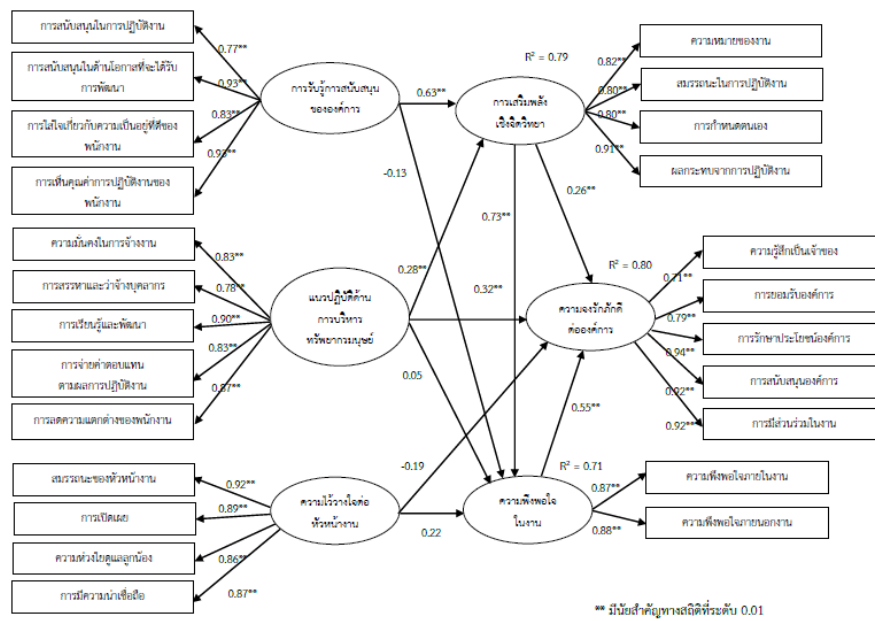 การสนับสนุนในการปฏิบัติงาน
การสนับสนุนในด้านโอกาสที่จะได้รับ
การพัฒนา
การใส่ใจเกี่ยวกับความเป็นอยู่ที่ดีของ
พนักงาน
การเห็นคุณค่าการปฏิบัติงานของ
พนักงาน
0.77**
0.93**
0.83**
0.93**
การรับรู้การสนับสนุน
ขององค์การ
0.63**
-0.13
R² = 0.79
การเสริมพลัง
เชิงจิตวิทยา
0.82**
0.80**
0.80**
0.91**
ความหมายของงาน
สมรรถนะในการปฏิบัติงาน
การกำหนดตนเอง
ผลกระทบจากการปฏิบัติงาน
0.26**
0.73**
ความมั่นคงในการจ้างงาน
การสรรหาและว่าจ้างบุคลากร
การเรียนรู้และพัฒนา
การจ่ายค่าตอบแทน
ตามผลการปฏิบัติงาน
การลดความแตกต่างของพนักงาน
0.83**
0.78**
0.90**
0.83**
0.87**
แนวปฏิบัติด้าน
การบริหาร
ทรัพยากรมนุษย์
0.28**
0.32**
0.05
R² = 0.80
ความจงรักภักดี
ต่อองค์การ
0.71**
0.79**
0.94**
0.92**
0.92**
ความรู้สึกเป็นเจ้าของ
การยอมรับองค์การ
การรักษาประโยชน์องค์การ
การสนับสนุนองค์การ
การมีส่วนร่วมในงาน
0.55**
-0.19
สมรรถนะของหัวหน้างาน
การเปิดเผย
ความห่วงใยดูแลลูกน้อง
การมีความน่าเชื่อถือ
0.92**
0.89**
0.86**
0.87**
ความไว้วางใจต่อ
หัวหน้างาน
0.22
R² = 0.71
ความพึงพอใจ
ในงาน
0.87**
0.88**
ความพึงพอใจภายในงาน
ความพึงพอใจภายนอกงาน
** มีนัยสำคัญทางสถิติที่ระดับ 0.01